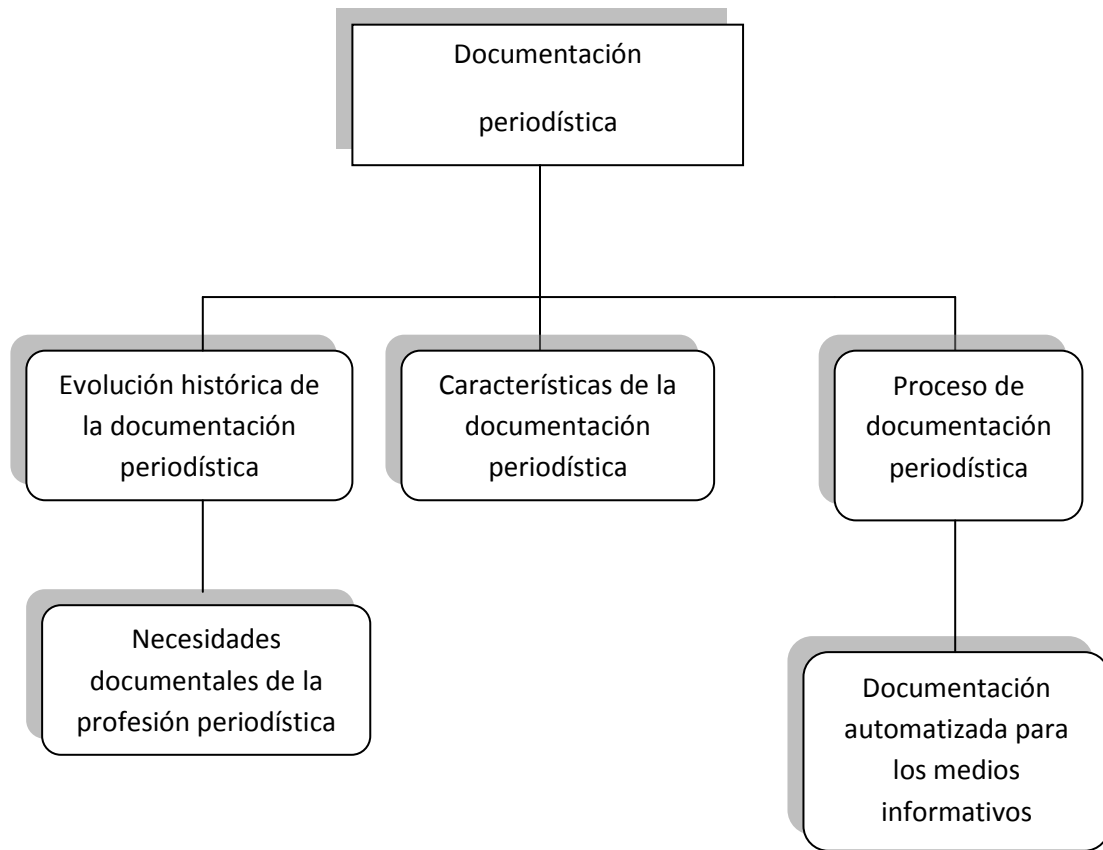 Documentación
periodística
Evolución histórica de
la documentación
periodística
Características de la
documentación
periodística
Proceso de
documentación
periodística
Necesidades
documentales de la
profesión periodística
Documentación
automatizada para
los medios
informativos